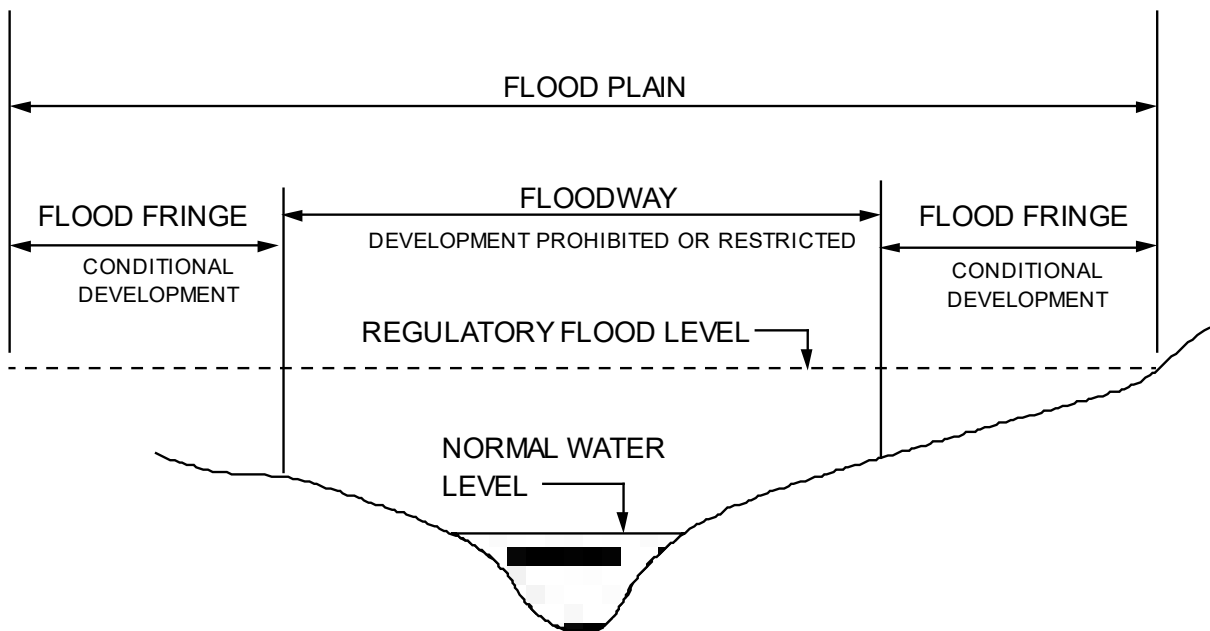 FLOOD PLAIN
FLOOD FRINGE
CONDITIONAL
DEVELOPMENT
FLOODWAY
DEVELOPMENT PROHIBITED OR RESTRICTED
FLOOD FRINGE
CONDITIONAL
DEVELOPMENT
REGULATORY FLOOD LEVEL
NORMAL WATER
LEVEL